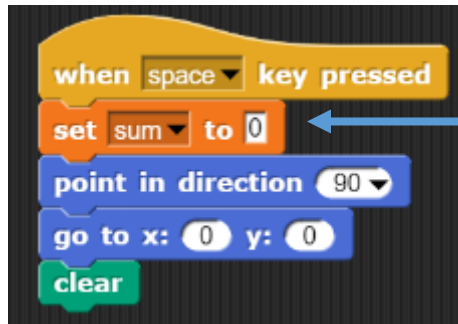 when space key pressed
set sum to 0
point in direction 90
go to x: 0 y: 0
clear